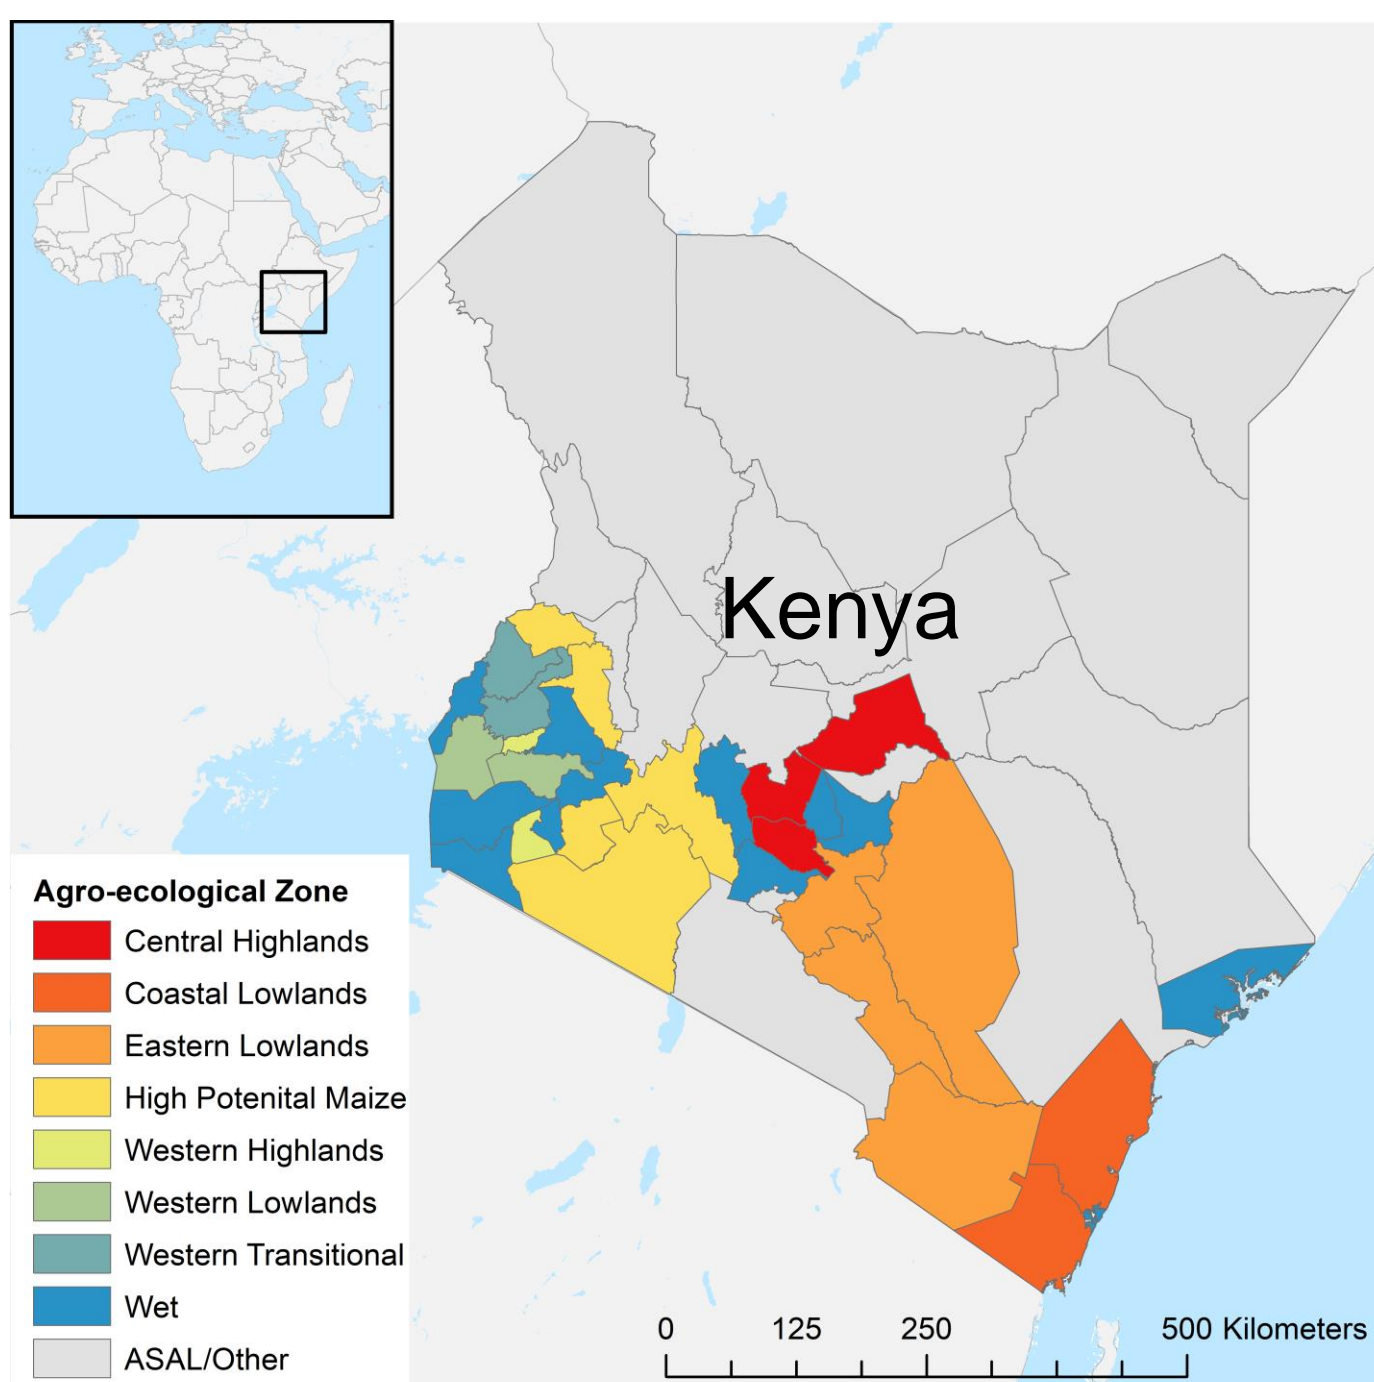 Kenya
Agro-ecological Zone
Central Highlands
Coastal Lowlands
Eastern Lowlands
High Potenital Maize
Western Highlands
Western Lowlands
Western Transitional
Wet
ASAL/Other
0 125 250 500 Kilometers